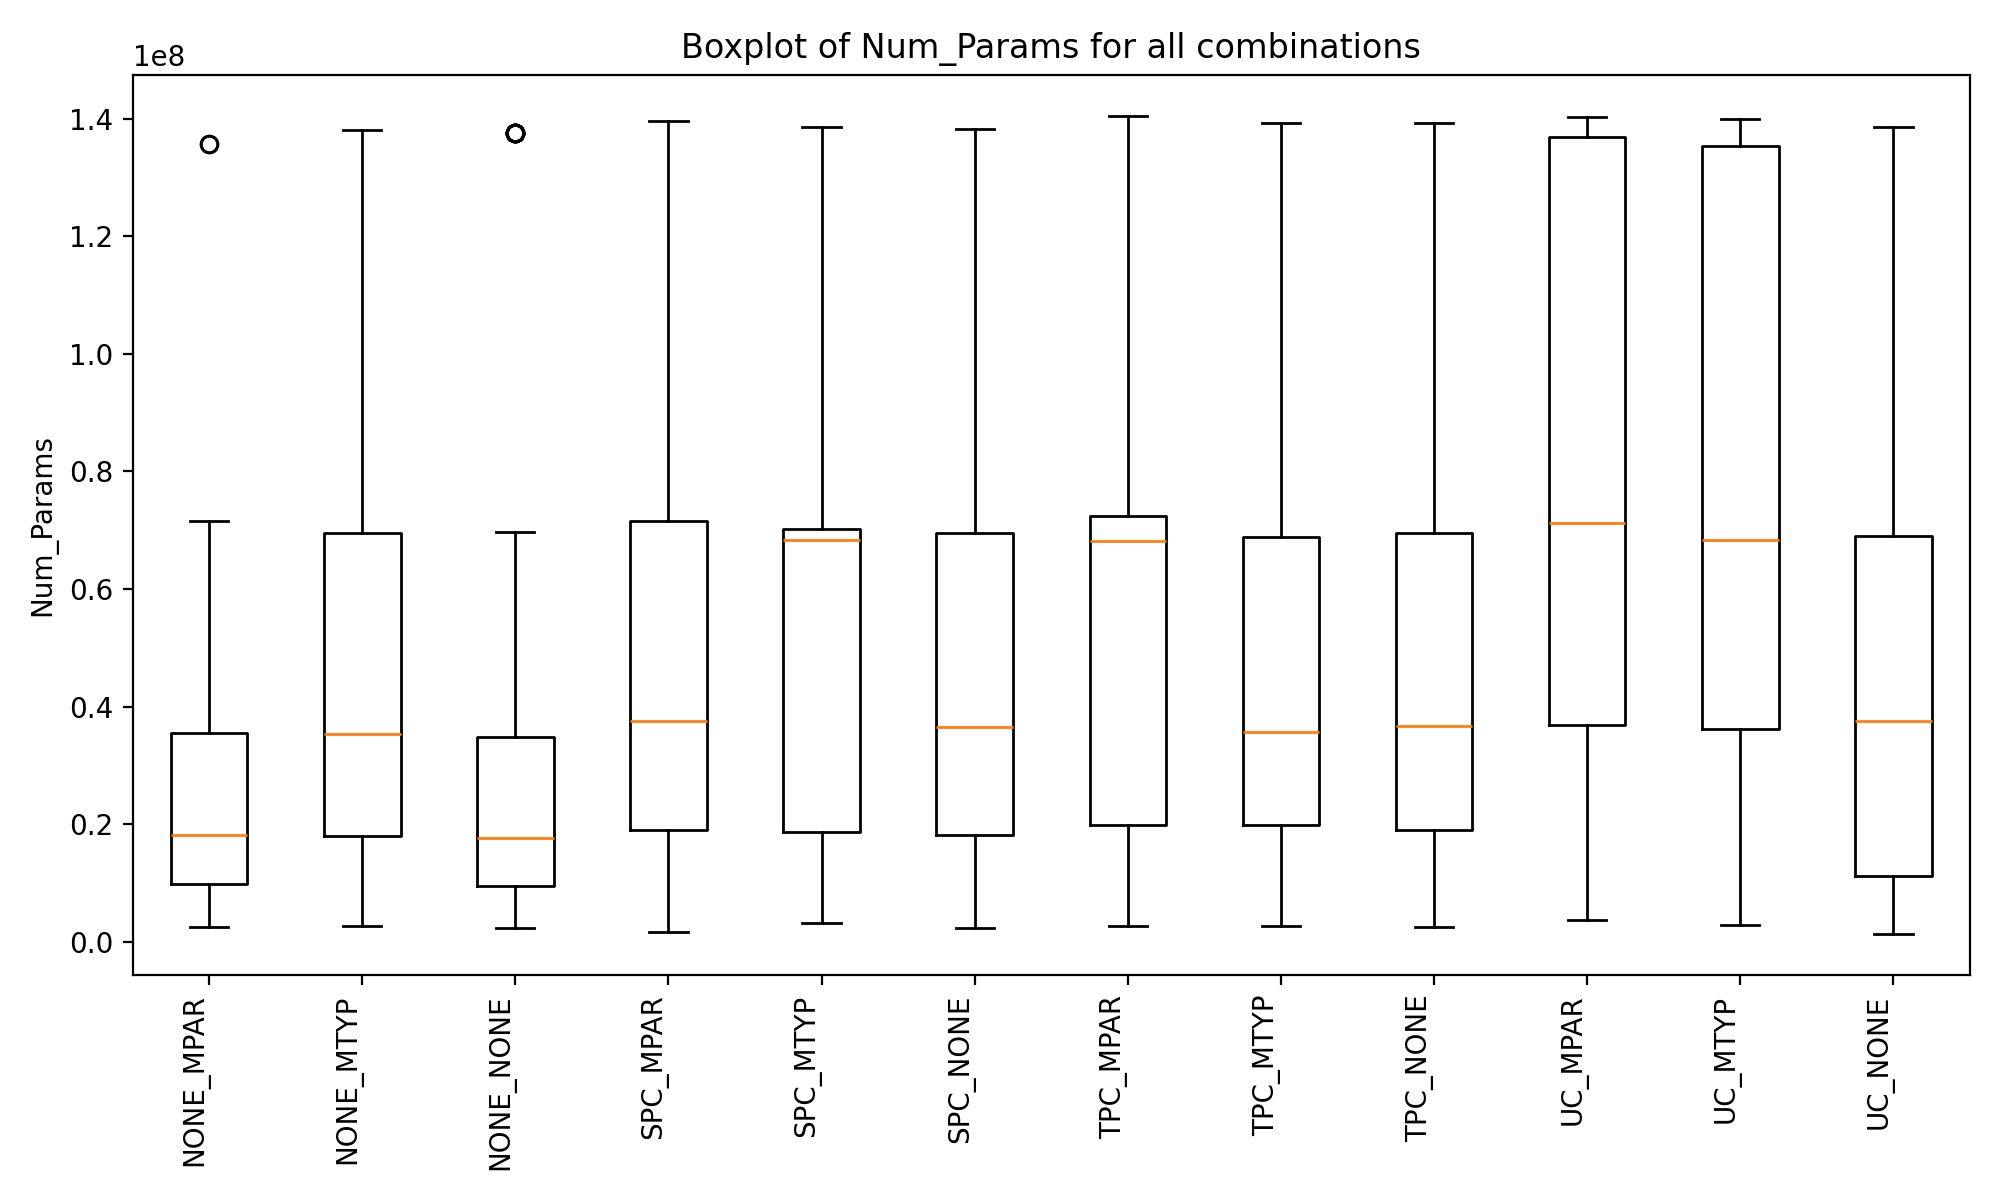 Boxplot of Num_Params for all combinations
1e8
1.4
1.2
1.0
0.8
0.6
0.4
0.2
0.0
Num_Params
NONE_MPAR
NONE_MTYP
NONE_NONE
SPC_MPAR
SPC_MTYP
SPC_NONE
TPC_MPAR
TPC_MTYP
TPC_NONE
UC_MPAR
UC_MTYP
UC_NONE